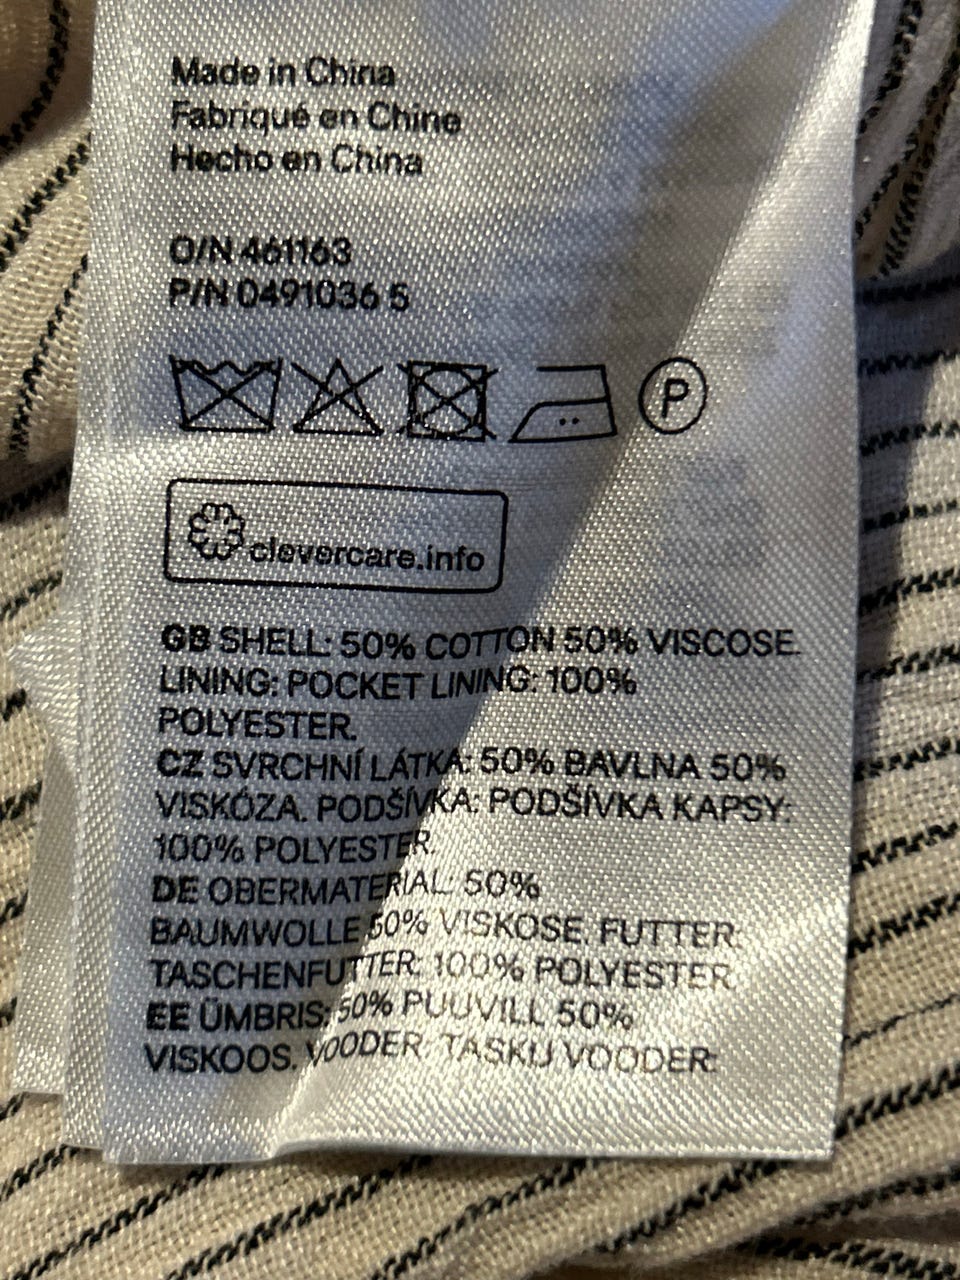 Made in China
Fabriqué en Chine
Hecho en China
O/N 461163
P/N 0491036 5
P
clevercare.info
GB SHELL: 50% COTTON 50% VISCOSE.
LINING: POCKET LINING: 100%
POLYESTER.
CZ SVRCHNÍ LÁTKA: 50% BAVLNA 50%
VISKÓZA. PODŠÍVKA: PODŠÍVKA KAPSY:
100% POLYESTER.
DE OBERMATERIAL: 50%
BAUMWOLLE 50% VISKOSE. FUTTER:
TASCHENFUTTER: 100% POLYESTER.
EE ÜMBRIS: 50% PUUVILL 50%
VISKOOS. VOODER: TASKU VOODER: